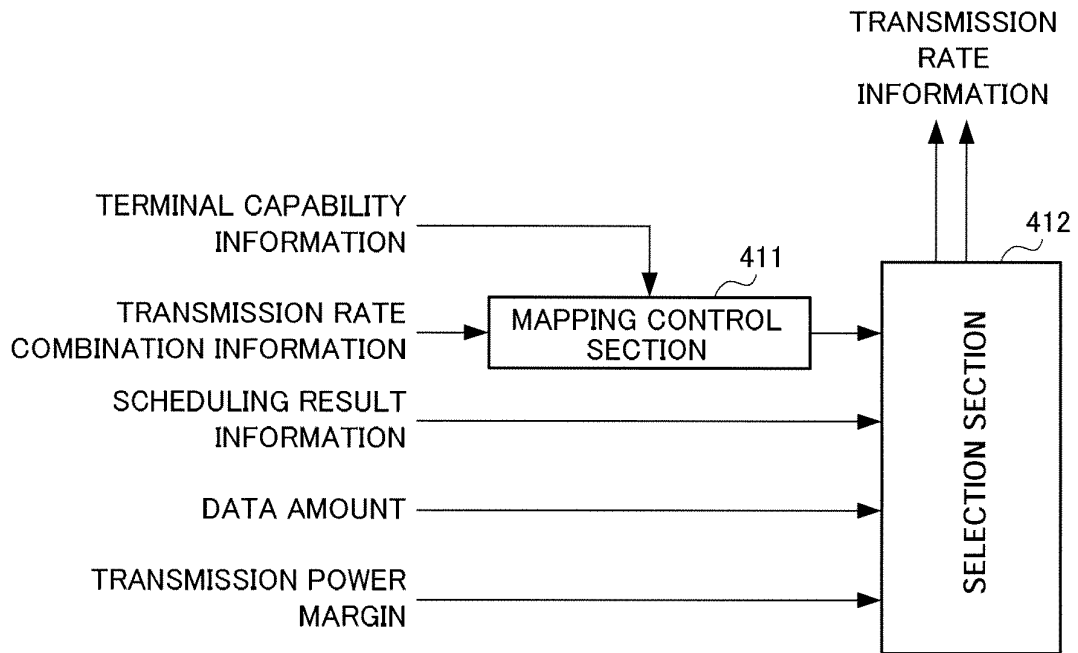 TRANSMISSION
RATE
INFORMATION
TERMINAL CAPABILITY
INFORMATION
411
412
TRANSMISSION RATE
COMBINATION INFORMATION
MAPPING CONTROL
SECTION
SCHEDULING RESULT
INFORMATION
SELECTION SECTION
DATA AMOUNT
TRANSMISSION POWER
MARGIN